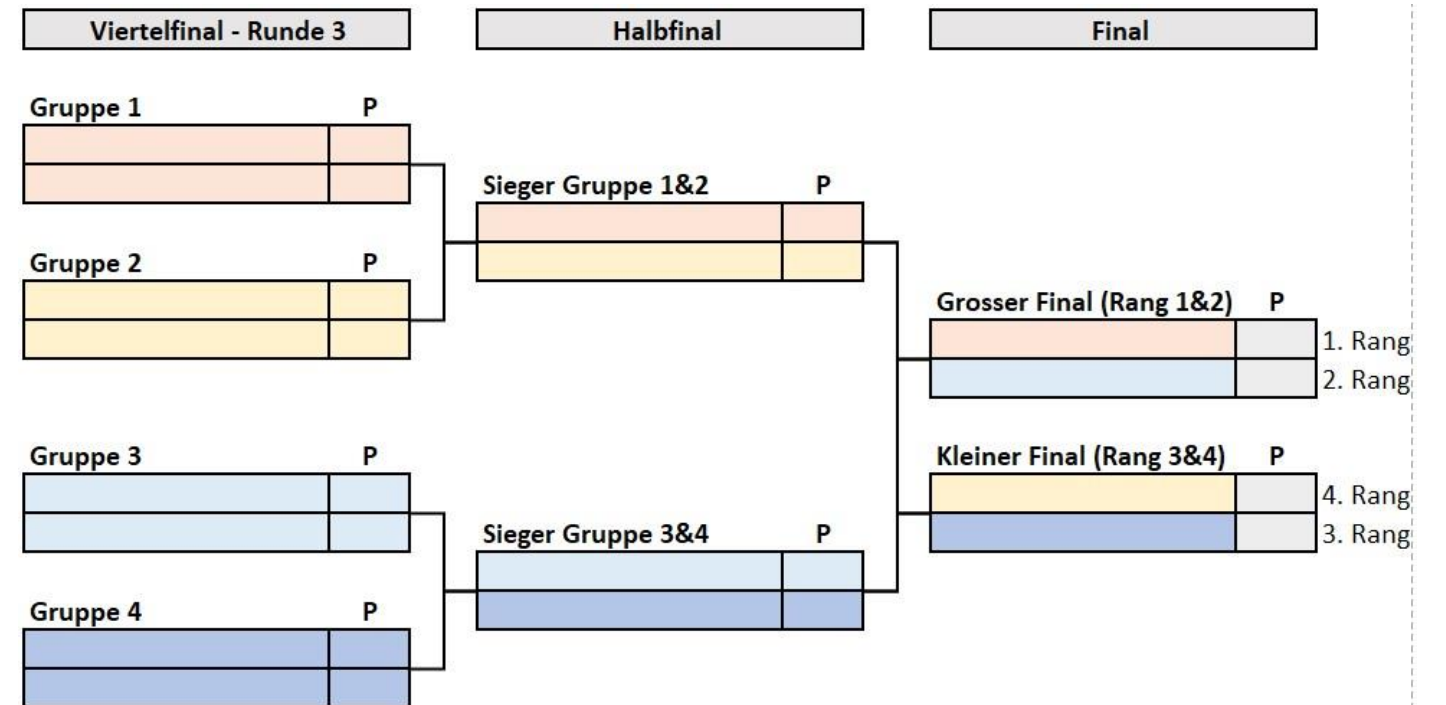 Viertelfinal - Runde 3
Halbfinal
Final
Gruppe 1 P
Sieger Gruppe 1&2 P
Gruppe 2 P
Grosser Final (Rang 1&2) P
1. Rang
2. Rang
Gruppe 3 P
Kleiner Final (Rang 3&4) P
4. Rang
3. Rang
Sieger Gruppe 3&4 P
Gruppe 4 P